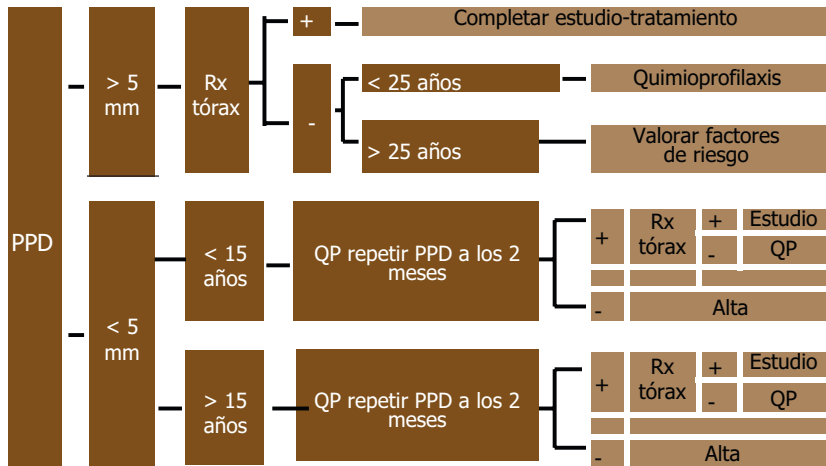 PPD
> 5
mm
Rx
tórax
+
Completar estudio-tratamiento
-
< 25 años
Quimioprofilaxis
> 25 años
Valorar factores
de riesgo
< 5
mm
< 15
años
QP repetir PPD a los 2
meses
+
Rx
tórax
+
Estudio
-
QP
-
Alta
> 15
años
QP repetir PPD a los 2
meses
+
Rx
tórax
+
Estudio
-
QP
-
Alta